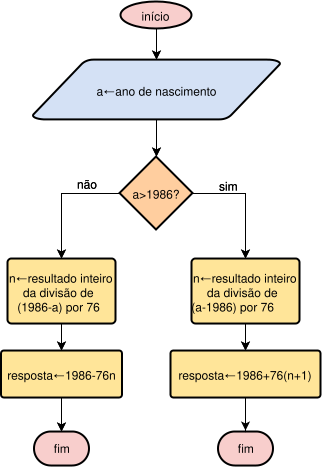 início
a←ano de nascimento
a>1986?
não
sim
n←resultado inteiro
da divisão de
(1986-a) por 76
n←resultado inteiro
da divisão de
(a-1986) por 76
resposta←1986-76n
resposta←1986+76(n+1)
fim
fim